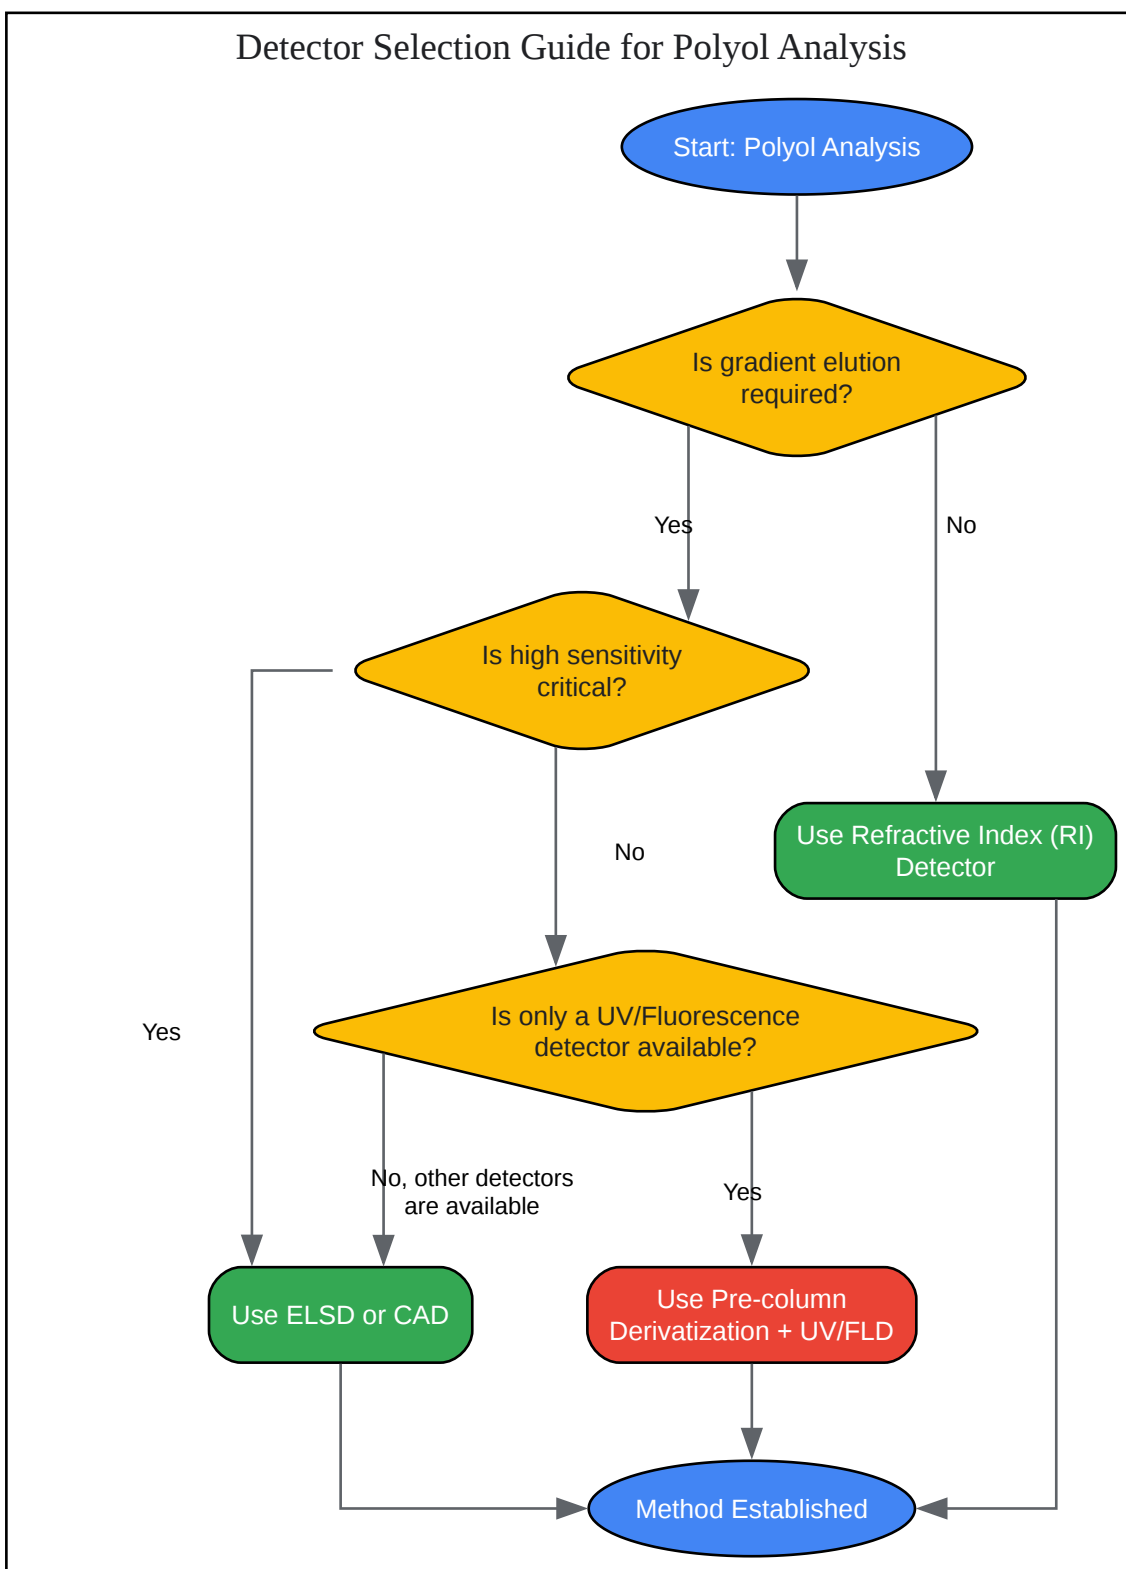 Detector Selection Guide for Polyol Analysis
Start: Polyol Analysis
Is gradient elution
required?
Yes
No
Is high sensitivity
critical?
Use Refractive Index (RI)
Detector
No
Is only a UV/Fluorescence
detector available?
Yes
No, other detectors
are available
Yes
Use ELSD or CAD
Use Pre-column
Derivatization + UV/FLD
Method Established